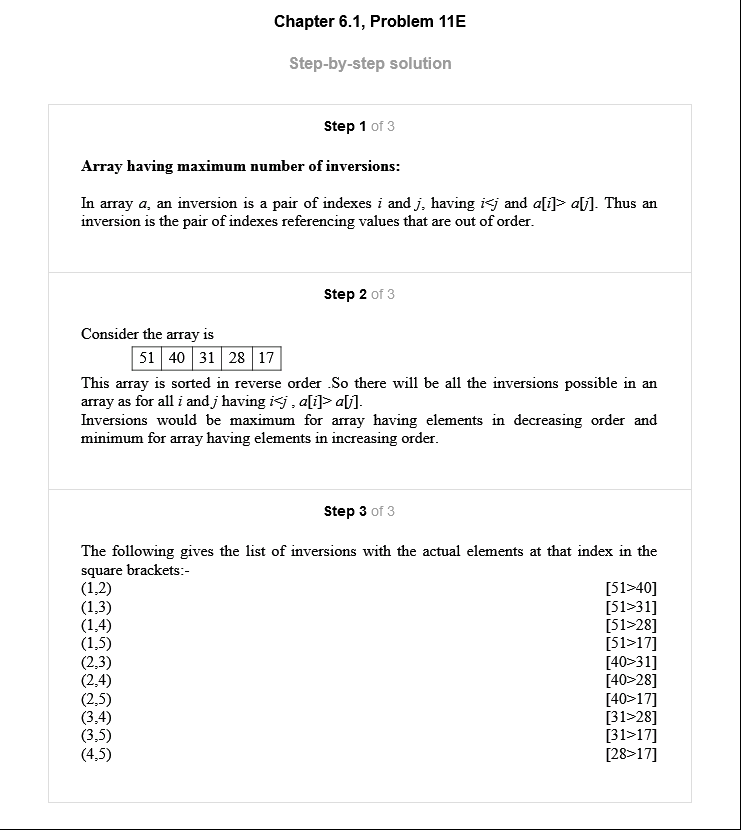 Chapter 6.1, Problem 11E
Step-by-step solution
Step 1 of 3
Array having maximum number of inversions:
In array a, an inversion is a pair of indexes i and j, having i<j and a[i]> a[j]. Thus an
inversion is the pair of indexes referencing values that are out of order.
Step 2 of 3
Consider the array is
51 40 31 28 17
This array is sorted in reverse order .So there will be all the inversions possible in an
array as for all i and j having i<j , a[i]> a[j].
Inversions would be maximum for array having elements in decreasing order and
minimum for array having elements in increasing order.
Step 3 of 3
The following gives the list of inversions with the actual elements at that index in the
square brackets:-
(1,2) [51>40]
(1,3) [51>31]
(1,4) [51>28]
(1,5) [51>17]
(2,3) [40>31]
(2,4) [40>28]
(2,5) [40>17]
(3,4) [31>28]
(3,5) [31>17]
(4,5) [28>17]